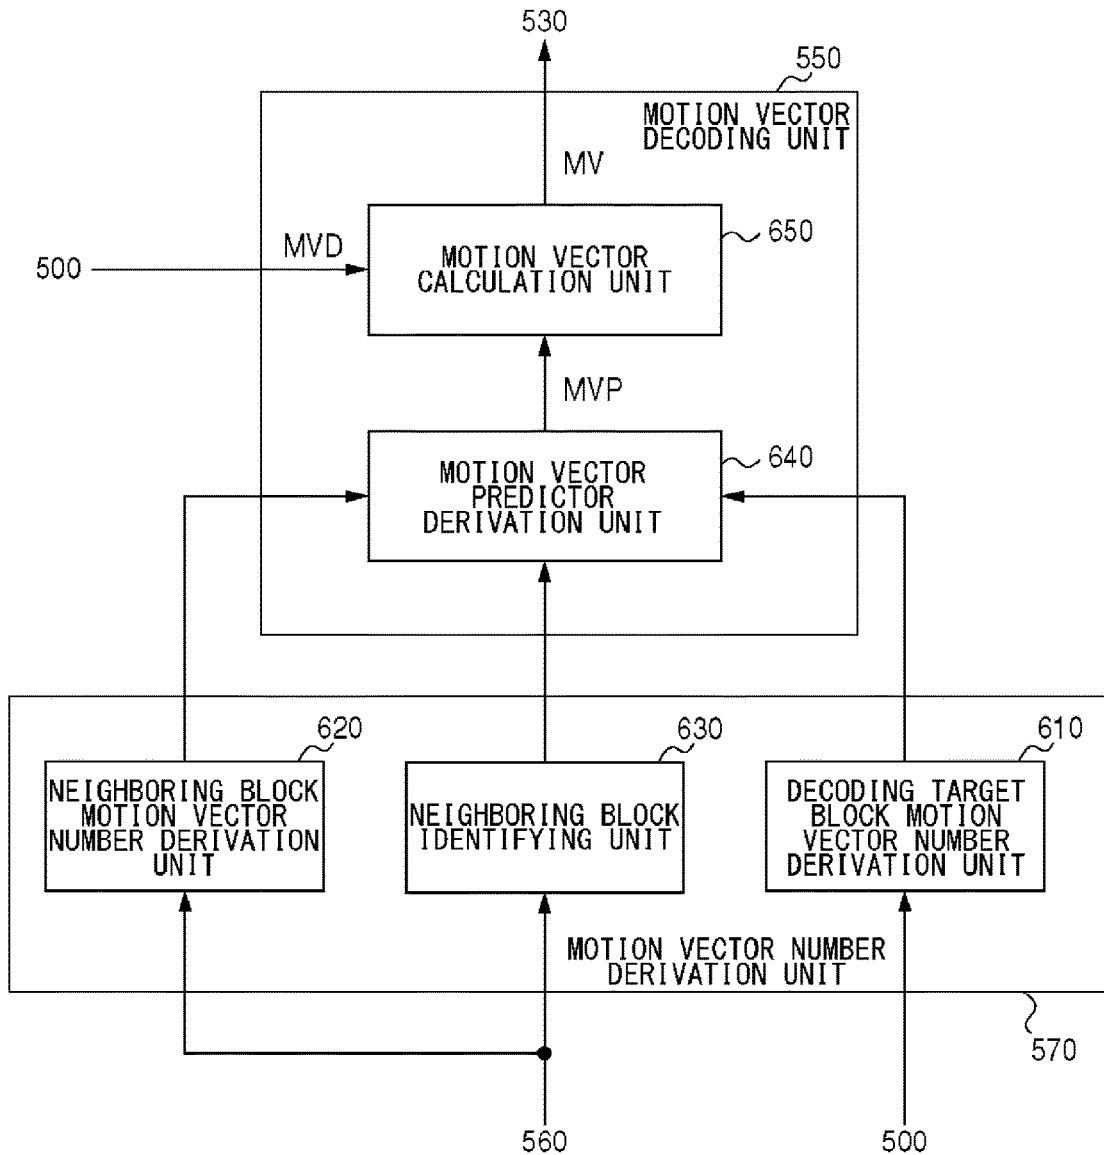 530
550
MOTION VECTOR
DECODING UNIT
MV
650
MVD
500
MOTION VECTOR
CALCULATION UNIT
MVP
640
MOTION VECTOR
PREDICTOR
DERIVATION UNIT
620
630
610
NEIGHBORING BLOCK
MOTION VECTOR
NUMBER DERIVATION
UNIT
NEIGHBORING BLOCK
IDENTIFYING UNIT
DECODING TARGET
BLOCK MOTION
VECTOR NUMBER
DERIVATION UNIT
MOTION VECTOR NUMBER
DERIVATION UNIT
570
560
500